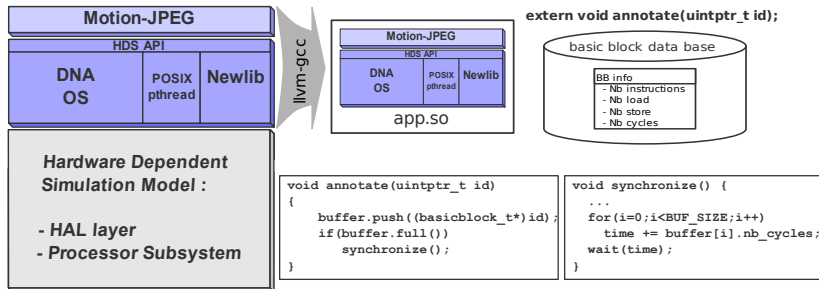 Motion-JPEG
HDS API
DNA
OS
POSIX
pthread
Newlib
Hardware Dependent
Simulation Model :
- HAL layer
- Processor Subsystem
llvm-gcc
Motion-JPEG
HDS API
DNA
OS
POSIX
pthread
Newlib
app.so
extern void annotate(uintptr_t id);
basic block data base
BB info
- Nb instructions
- Nb load
- Nb store
- Nb cycles
void annotate(uintptr_t id)
{
buffer.push((basicblock_t*)id);
if(buffer.full())
synchronize();
}
void synchronize() {
...
for(i=0;i<BUF_SIZE;i++)
time += buffer[i].nb_cycles;
wait(time);
}